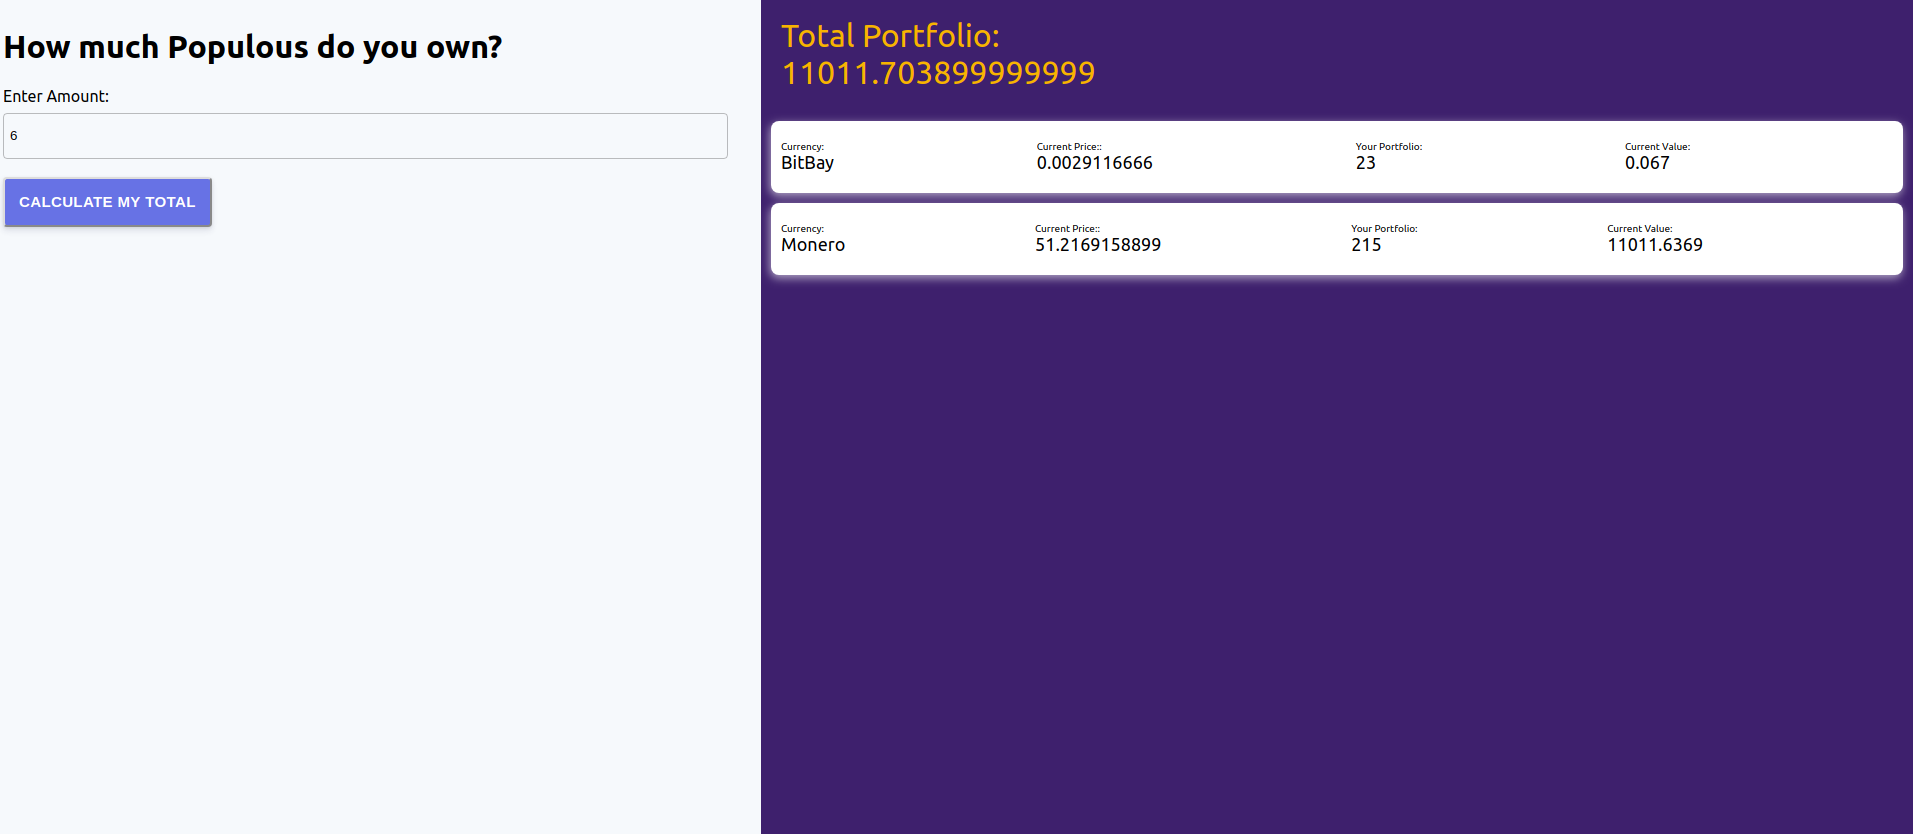 How much Populous do you own?
Enter Amount:
6
CALCULATE MY TOTAL
Total Portfolio:
11011.703899999999
Currency: Current Price:: Your Portfolio: Current Value:
BitBay 0.0029116666 23 0.067
Currency: Current Price:: Your Portfolio: Current Value:
Monero 51.2169158899 215 11011.6369